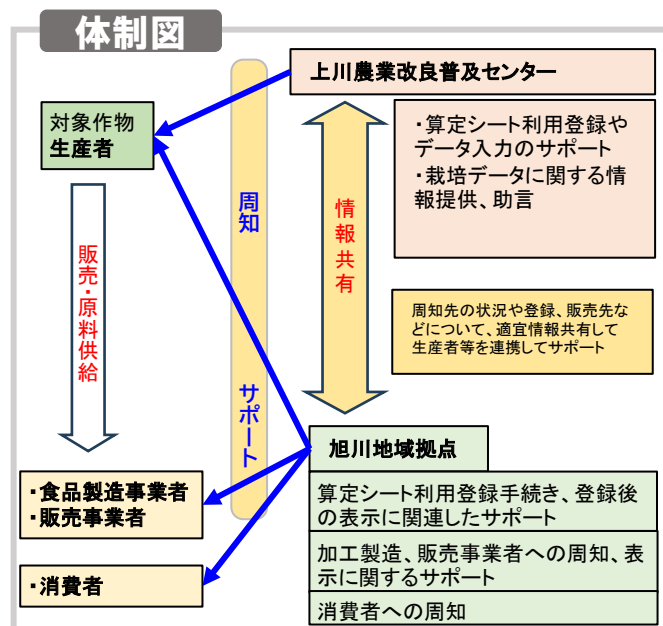 体制図
上川農業改良普及センター
対象作物
生産者
・算定シート利用登録や
データ入力のサポート
・栽培データに関する情
報提供、助言
周知
サポート
情報共有
販売・原料供給
周知先の状況や登録、販売先な
どについて、適宜情報共有して
生産者等を連携してサポート
旭川地域拠点
・食品製造事業者
・販売事業者
算定シート利用登録手続き、登録後
の表示に関連したサポート
加工製造、販売事業者への周知、表
示に関するサポート
・消費者
消費者への周知